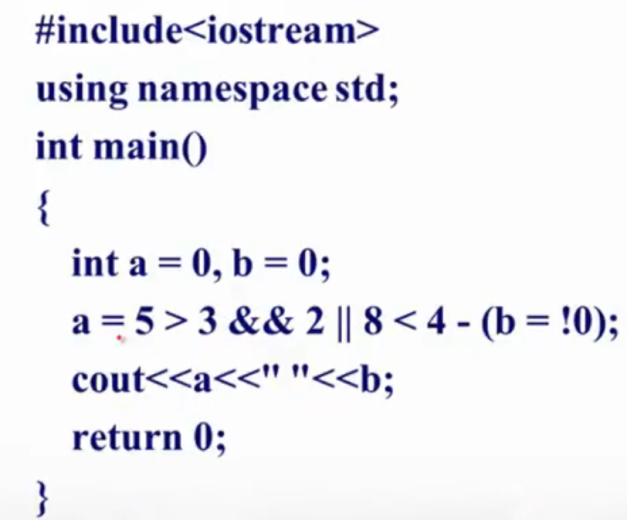 #include<iostream>
using namespace std;
int main()
{
int a = 0, b = 0;
a = 5 > 3 && 2 || 8 < 4 - (b = !0);
cout<<a<<" "<<b;
return 0;
}